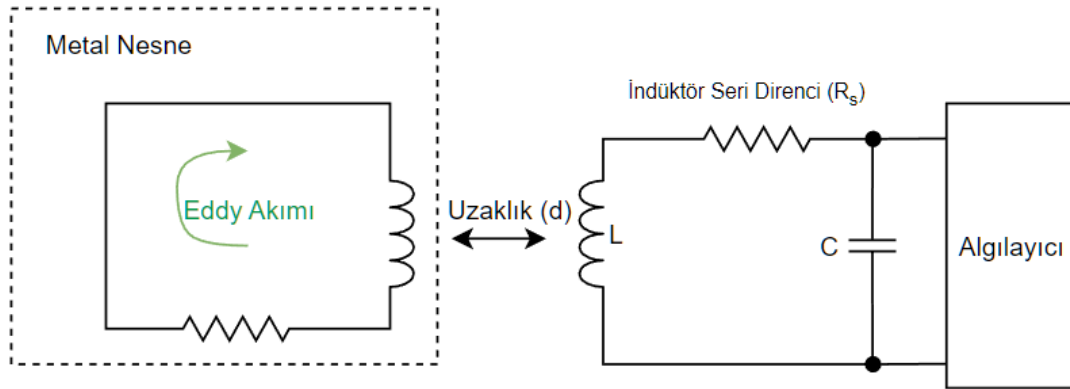 Metal Nesne
İndüktör Seri Direnci (Rs)
Eddy Akımı
Uzaklık (d)
L
C
Algılayıcı